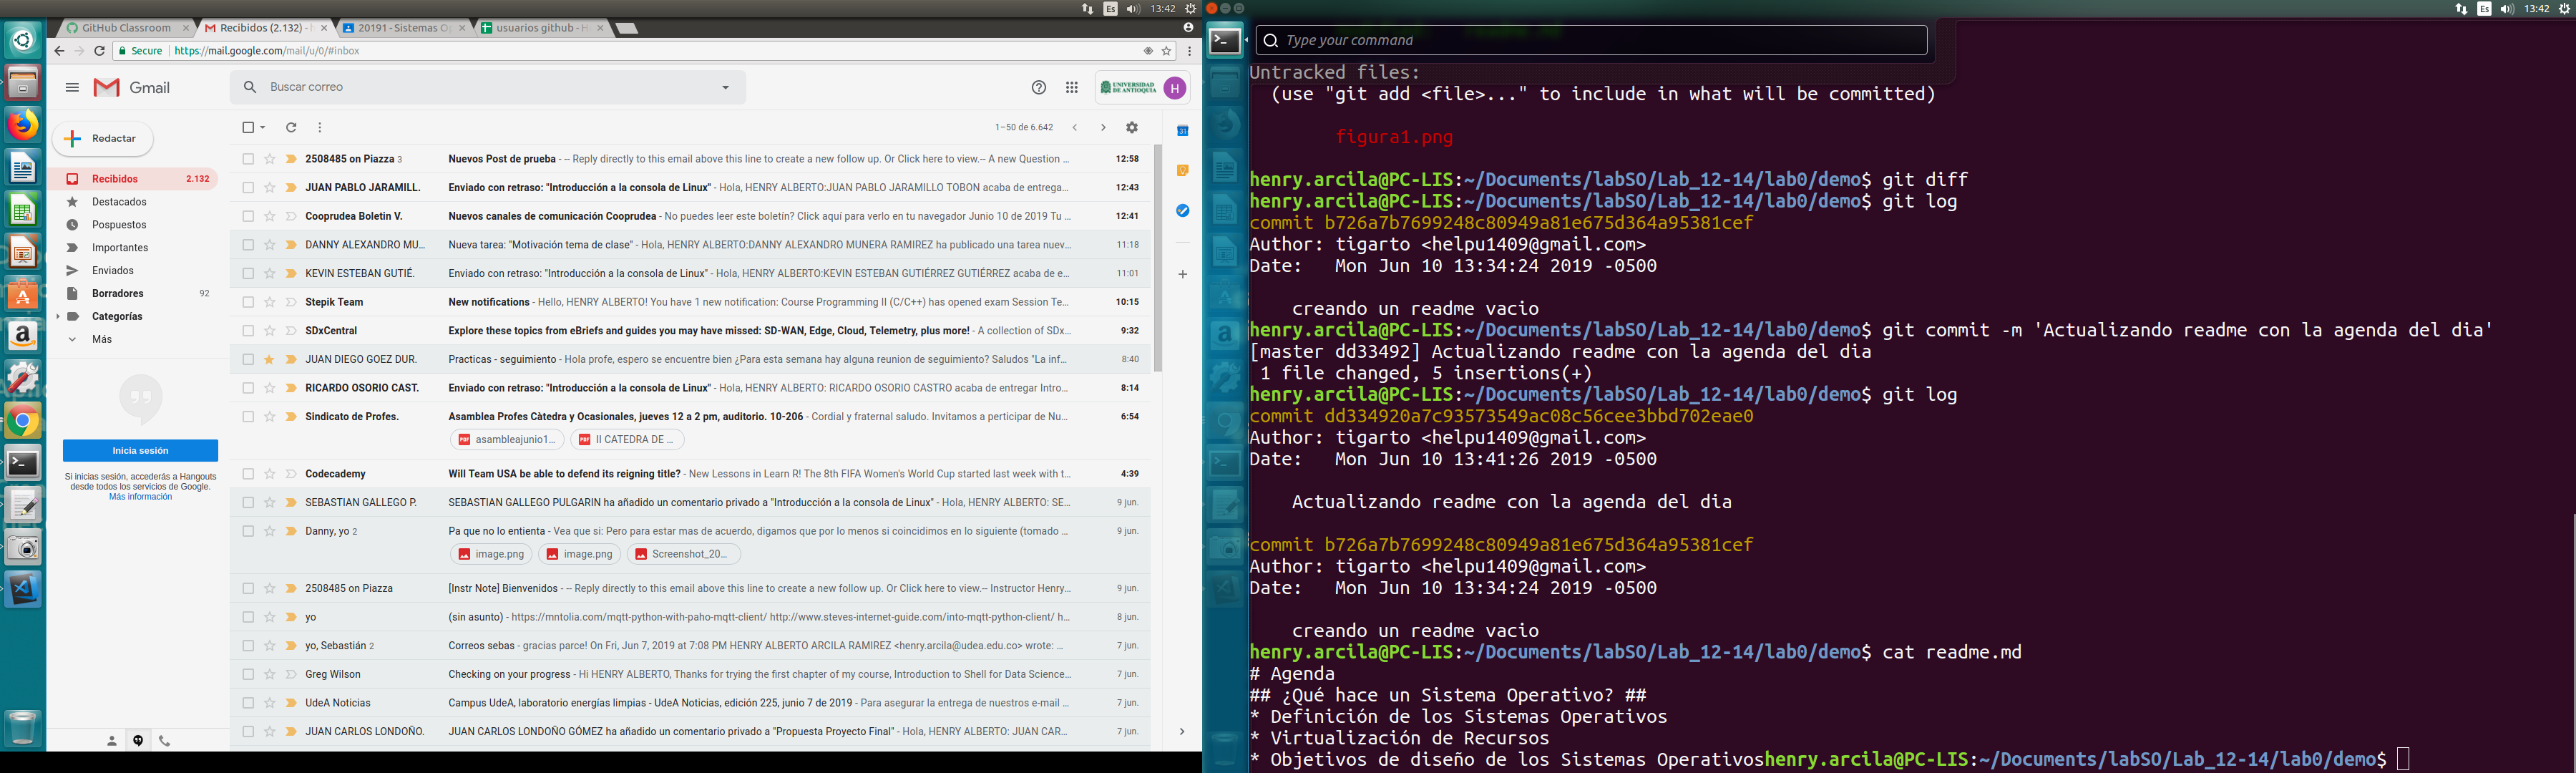 Es 13:42
GitHub Classroom
Recibidos (2.132) - h
20191 - Sistemas O
usuarios github - H
Secure https://mail.google.com/mail/u/0/#inbox
Gmail
Buscar correo
UNIVERSIDAD DE ANTIOQUIA
H
Redactar
1–50 de 6.642
Recibidos 2.132
Destacados
Pospuestos
Importantes
Enviados
Borradores 92
Categorías
Más
Inicia sesión
Si inicias sesión, accederás a Hangouts
desde todos los servicios de Google.
Más información
2508485 on Piazza 3 Nuevos Post de prueba - -- Reply directly to this email above this line to create a new follow up. Or Click here to view.-- A new Question ... 12:58
JUAN PABLO JARAMILL. Enviado con retraso: "Introducción a la consola de Linux" - Hola, HENRY ALBERTO:JUAN PABLO JARAMILLO TOBON acaba de entrega... 12:43
Cooprudea Boletin V. Nuevos canales de comunicación Cooprudea - No puedes leer este boletín? Click aquí para verlo en tu navegador Junio 10 de 2019 Tu ... 12:41
DANNY ALEXANDRO MU... Nueva tarea: "Motivación tema de clase" - Hola, HENRY ALBERTO:DANNY ALEXANDRO MUNERA RAMIREZ ha publicado una tarea nuev... 11:18
KEVIN ESTEBAN GUTIÉ. Enviado con retraso: "Introducción a la consola de Linux" - Hola, HENRY ALBERTO:KEVIN ESTEBAN GUTIÉRREZ GUTIÉRREZ acaba de e... 11:01
Stepik Team New notifications - Hello, HENRY ALBERTO! You have 1 new notification: Course Programming II (C/C++) has opened exam Session Te... 10:15
SDxCentral Explore these topics from eBriefs and guides you may have missed: SD-WAN, Edge, Cloud, Telemetry, plus more! - A collection of SDx... 9:32
JUAN DIEGO GOEZ DUR. Practicas - seguimiento - Hola profe, espero se encuentre bien ¿Para esta semana hay alguna reunion de seguimiento? Saludos "La inf... 8:40
RICARDO OSORIO CAST. Enviado con retraso: "Introducción a la consola de Linux" - Hola, HENRY ALBERTO: RICARDO OSORIO CASTRO acaba de entregar Intro... 8:14
Sindicato de Profes. Asamblea Profes Càtedra y Ocasionales, jueves 12 a 2 pm, auditorio. 10-206 - Cordial y fraternal saludo. Invitamos a perticipar de Nu... 6:54
PDF asambleajunio1... PDF II CATEDRA DE ...
Codecademy Will Team USA be able to defend its reigning title? - New Lessons in Learn R! The 8th FIFA Women's World Cup started last week with t... 4:39
SEBASTIAN GALLEGO P. SEBASTIAN GALLEGO PULGARIN ha añadido un comentario privado a "Introducción a la consola de Linux" - Hola, HENRY ALBERTO: SE... 9 jun.
Danny, yo 2 Pa que no lo entienta - Vea que si: Pero para estar mas de acuerdo, digamos que por lo menos si coincidimos en lo siguiente (tomado ... 9 jun.
image.png image.png Screenshot_20...
2508485 on Piazza [Instr Note] Bienvenidos - -- Reply directly to this email above this line to create a new follow up. Or Click here to view.-- Instructor Henry... 9 jun.
yo (sin asunto) - https://mntolia.com/mqtt-python-with-paho-mqtt-client/ http://www.steves-internet-guide.com/into-mqtt-python-client/ h... 8 jun.
yo, Sebastián 2 Correos sebas - gracias parce! On Fri, Jun 7, 2019 at 7:08 PM HENRY ALBERTO ARCILA RAMIREZ <henry.arcila@udea.edu.co> wrote: ... 7 jun.
Greg Wilson Checking on your progress - Hi HENRY ALBERTO, Thanks for trying the first chapter of my course, Introduction to Shell for Data Science... 7 jun.
UdeA Noticias Campus UdeA, laboratorio energías limpias - UdeA Noticias, edición 225, junio 7 de 2019 - Para asegurar la entrega de nuestros e-mail ... 7 jun.
JUAN CARLOS LONDOÑO. JUAN CARLOS LONDOÑO GÓMEZ ha añadido un comentario privado a "Propuesta Proyecto Final" - Hola, HENRY ALBERTO: JUAN CAR... 7 jun.
31
Es 13:42
Type your command
Untracked files:
(use "git add <file>..." to include in what will be committed)
figura1.png
henry.arcila@PC-LIS:~/Documents/labSO/Lab_12-14/lab0/demo$ git diff
henry.arcila@PC-LIS:~/Documents/labSO/Lab_12-14/lab0/demo$ git log
commit b726a7b7699248c80949a81e675d364a95381cef
Author: tigarto <helpu1409@gmail.com>
Date: Mon Jun 10 13:34:24 2019 -0500
creando un readme vacio
henry.arcila@PC-LIS:~/Documents/labSO/Lab_12-14/lab0/demo$ git commit -m 'Actualizando readme con la agenda del dia'
[master dd33492] Actualizando readme con la agenda del dia
1 file changed, 5 insertions(+)
henry.arcila@PC-LIS:~/Documents/labSO/Lab_12-14/lab0/demo$ git log
commit dd334920a7c93573549ac08c56cee3bbd702eae0
Author: tigarto <helpu1409@gmail.com>
Date: Mon Jun 10 13:41:26 2019 -0500
Actualizando readme con la agenda del dia
commit b726a7b7699248c80949a81e675d364a95381cef
Author: tigarto <helpu1409@gmail.com>
Date: Mon Jun 10 13:34:24 2019 -0500
creando un readme vacio
henry.arcila@PC-LIS:~/Documents/labSO/Lab_12-14/lab0/demo$ cat readme.md
# Agenda
## ¿Qué hace un Sistema Operativo? ##
* Definición de los Sistemas Operativos
* Virtualización de Recursos
* Objetivos de diseño de los Sistemas Operativoshenry.arcila@PC-LIS:~/Documents/labSO/Lab_12-14/lab0/demo$